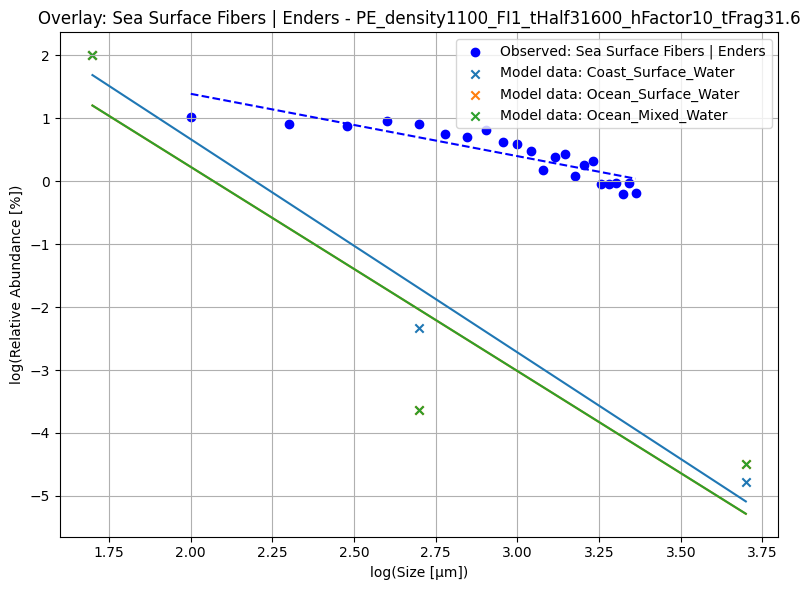 Overlay: Sea Surface Fibers | Enders - PE_density1100_FI1_tHalf31600_hFactor10_tFrag31.6
Observed: Sea Surface Fibers | Enders
Model data: Coast_Surface_Water
Model data: Ocean_Surface_Water
Model data: Ocean_Mixed_Water
log(Relative Abundance [%])
2
1
0
−1
−2
−3
−4
−5
1.75 2.00 2.25 2.50 2.75 3.00 3.25 3.50 3.75
log(Size [μm])